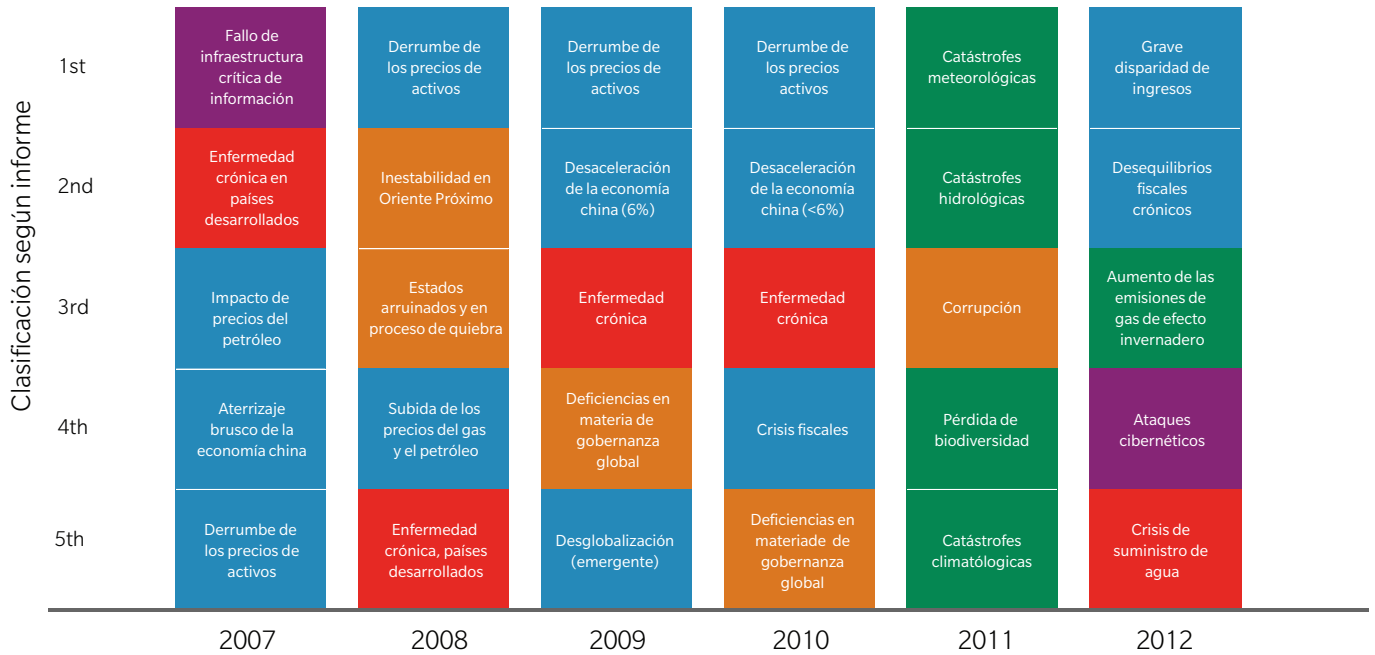 Clasificación según informe
1st
Fallo de
infraestructura
crítica de
información
Derrumbe de
los precios de
activos
Derrumbe de
los precios de
activos
Derrumbe de
los precios
activos
Catástrofes
meteorológicas
Grave
disparidad de
ingresos
2nd
Enfermedad
crónica en
países
desarrollados
Inestabilidad en
Oriente Próximo
Desaceleración
de la economía
china (6%)
Desaceleración
de la economía
china (<6%)
Catástrofes
hidrológicas
Desequilibrios
fiscales
crónicos
3rd
Impacto de
precios del
petróleo
Estados
arruinados y en
proceso de quiebra
Enfermedad
crónica
Enfermedad
crónica
Corrupción
Aumento de las
emisiones de
gas de efecto
invernadero
4th
Aterrizaje
brusco de la
economía china
Subida de los
precios del gas
y el petróleo
Deficiencias en
materia de
gobernanza
global
Crisis fiscales
Pérdida de
biodiversidad
Ataques
cibernéticos
5th
Derrumbe de
los precios de
activos
Enfermedad
crónica, países
desarrollados
Desglobalización
(emergente)
Deficiencias en
materiade de
gobernanza
global
Catástrofes
climatólogicas
Crisis de
suministro de
agua
2007
2008
2009
2010
2011
2012